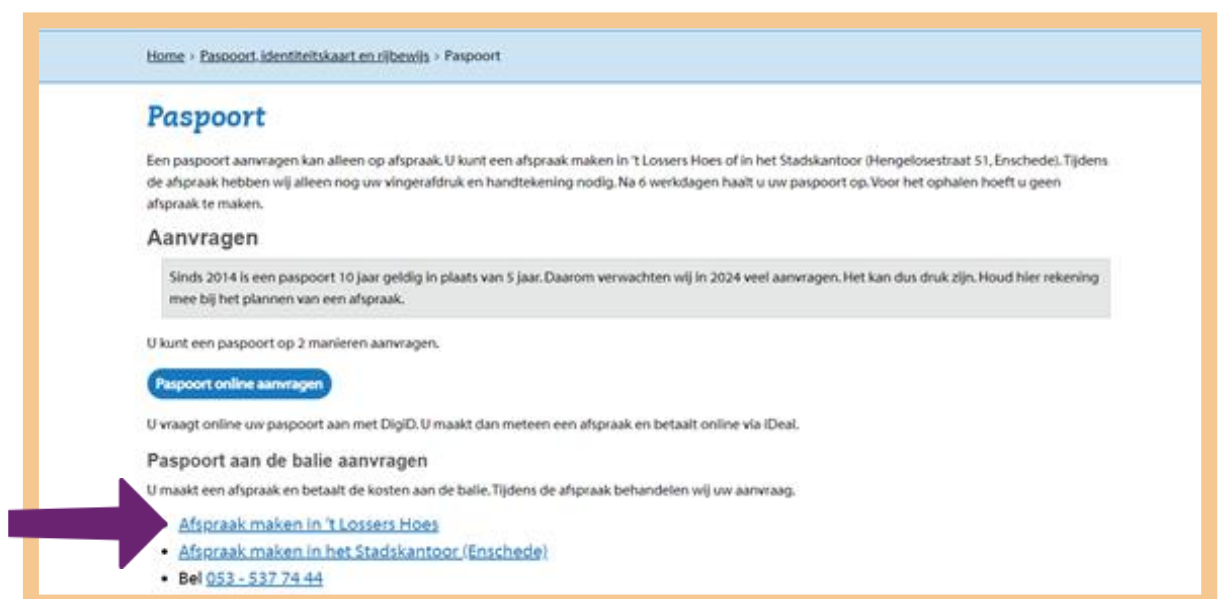 Home › Paspoort, identiteitskaart en rijbewijs › Paspoort
Paspoort
Een paspoort aanvragen kan alleen op afspraak. U kunt een afspraak maken in 't Lossers Hoes of in het Stadskantoor (Hengelosestraat 51, Enschede). Tijdens
de afspraak hebben wij alleen nog uw vingerafdruk en handtekening nodig. Na 6 werkdagen haalt u uw paspoort op. Voor het ophalen hoeft u geen
afspraak te maken.
Aanvragen
Sinds 2014 is een paspoort 10 jaar geldig in plaats van 5 jaar. Daarom verwachten wij in 2024 veel aanvragen. Het kan dus druk zijn. Houd hier rekening
mee bij het plannen van een afspraak.
U kunt een paspoort op 2 manieren aanvragen.
Paspoort online aanvragen
U vraagt online uw paspoort aan met DigiD. U maakt dan meteen een afspraak en betaalt online via iDeal.
Paspoort aan de balie aanvragen
U maakt een afspraak en betaalt de kosten aan de balie. Tijdens de afspraak behandelen wij uw aanvraag.
Afspraak maken in 't Lossers Hoes
• Afspraak maken in het Stadskantoor (Enschede)
• Bel 053 - 537 74 44